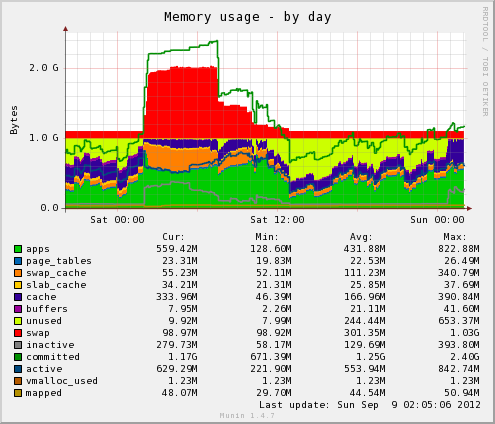 Memory usage - by day
RRDTOOL / TOBI OETIKER
Bytes
2.0 G
1.0 G
0.0
Sat 00:00 Sat 12:00 Sun 00:00
Cur: Min: Avg: Max:
apps 559.42M 128.60M 431.88M 822.88M
page_tables 23.31M 19.83M 22.53M 26.49M
swap_cache 55.23M 52.11M 111.23M 340.79M
slab_cache 34.21M 21.31M 25.85M 37.69M
cache 333.96M 46.39M 166.96M 390.84M
buffers 7.95M 2.26M 21.11M 41.60M
unused 9.92M 7.99M 244.44M 653.37M
swap 98.97M 98.92M 301.35M 1.03G
inactive 279.73M 58.17M 129.69M 393.80M
committed 1.17G 671.39M 1.25G 2.40G
active 629.29M 221.90M 553.94M 842.74M
vmalloc_used 1.23M 1.23M 1.23M 1.23M
mapped 48.07M 29.70M 44.54M 50.94M
Last update: Sun Sep 9 02:05:06 2012
Munin 1.4.7